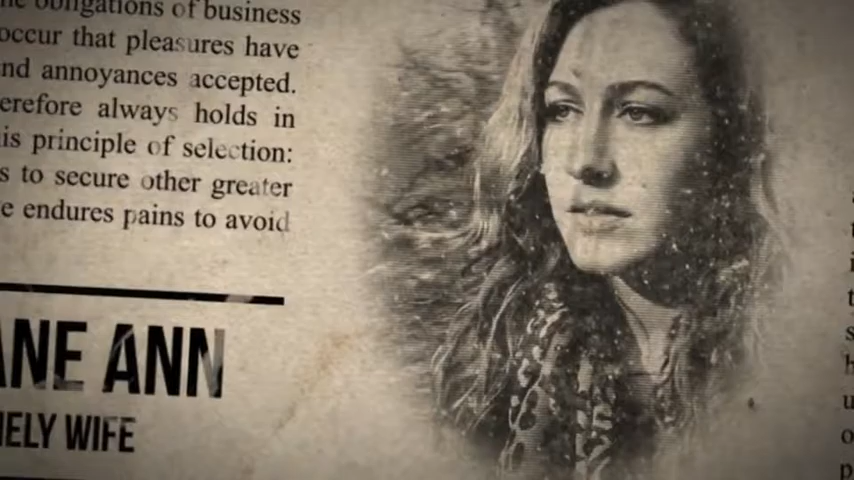 he obligations of business
occur that pleasures have
nd annoyances accepted.
erefore always holds in
is principle of selection:
s to secure other greater
e endures pains to avoid
ANE ANN
ELY WIFE